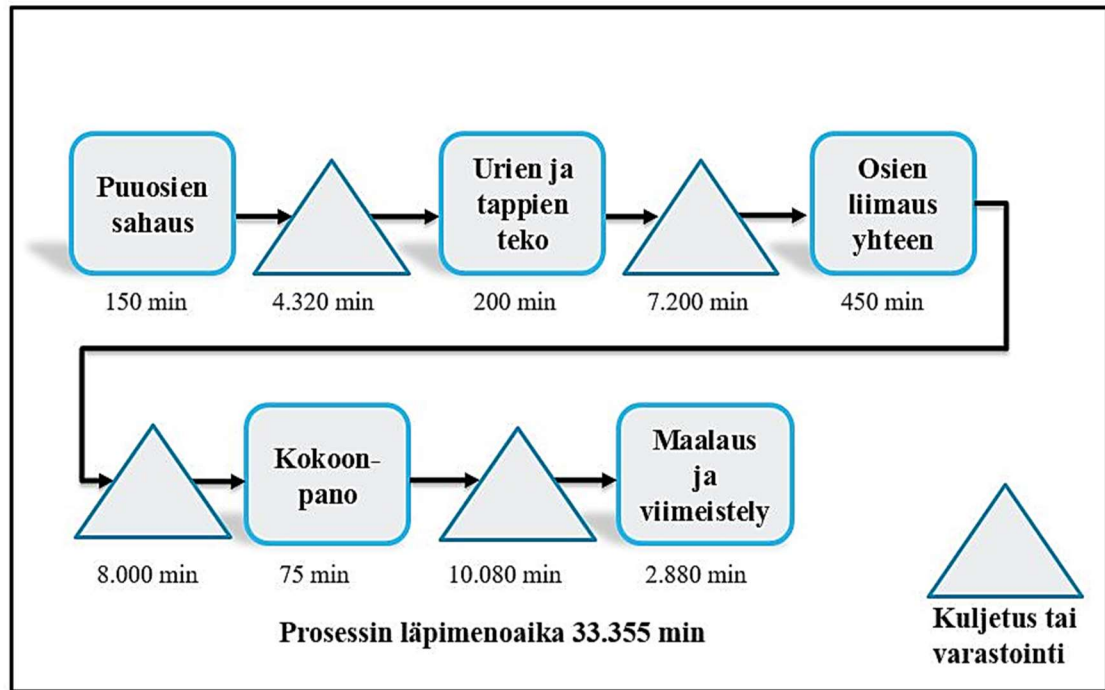 Puuosien
sahaus
Urien ja
tappien
teko
Osien
liimaus
yhteen
150 min
4.320 min
200 min
7.200 min
450 min
Kokoon-
pano
Maalaus
ja
viimeistely
8.000 min
75 min
10.080 min
2.880 min
Prosessin läpimenoaika 33.355 min
Kuljetus tai
varastointi